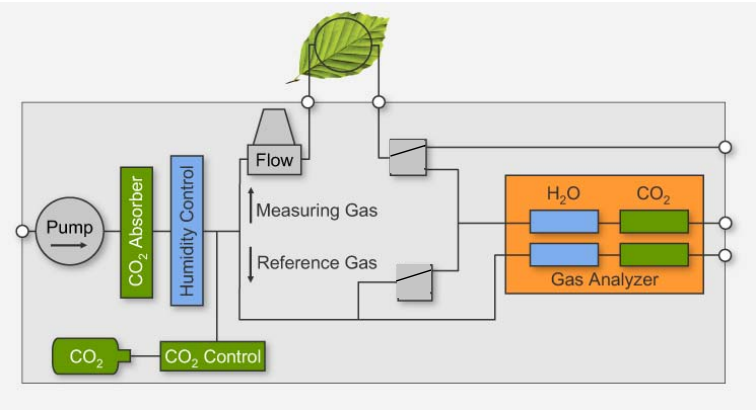 Flow
Pump
CO₂ Absorber
Humidity Control
Measuring Gas
Reference Gas
H₂O
CO₂
Gas Analyzer
CO₂
CO₂ Control